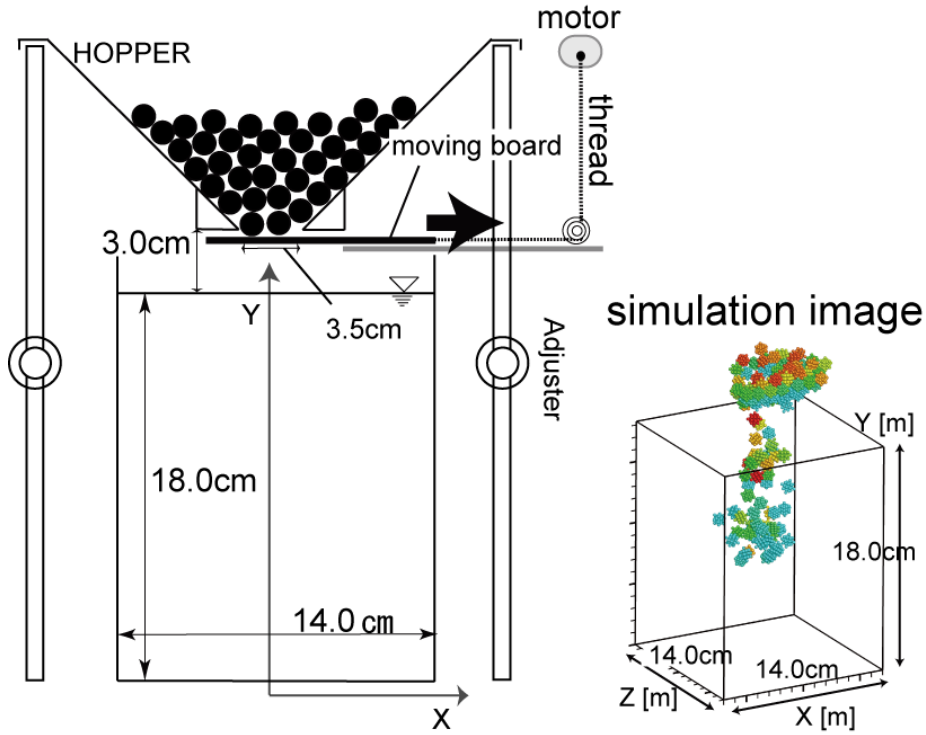 motor
HOPPER
thread
moving board
3.0cm
Y
3.5cm
Adjuster
18.0cm
14.0 cm
X
simulation image
Y [m]
18.0cm
14.0cm
14.0cm
Z [m]
X [m]